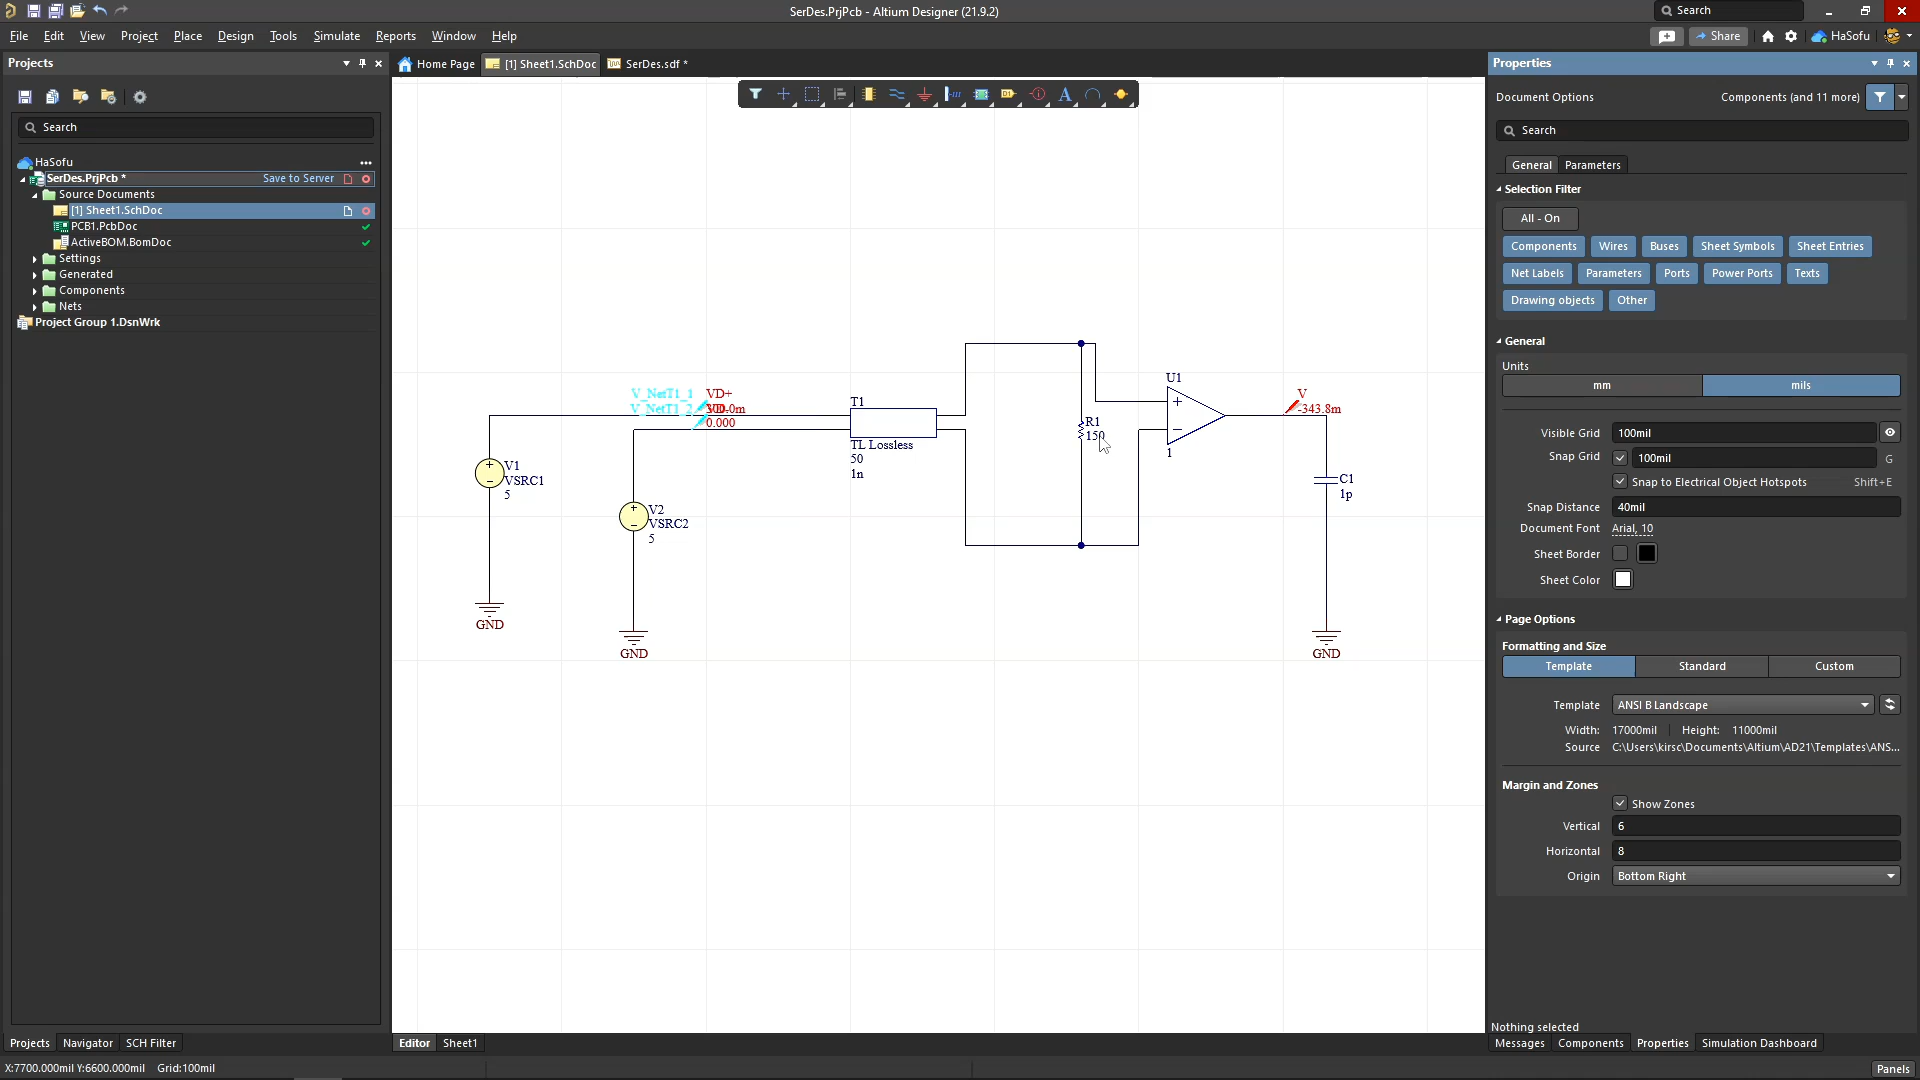 SerDes.PrjPcb - Altium Designer (21.9.2)
Search
File Edit View Project Place Design Tools Simulate Reports Window Help
Share HaSofu
Projects
Home Page [1] Sheet1.SchDoc SerDes.sdf *
Search
HaSofu
SerDes.PrjPcb * Save to Server
Source Documents
[1] Sheet1.SchDoc
PCB1.PcbDoc
ActiveBOM.BomDoc
Settings
Generated
Components
Nets
Project Group 1.DsnWrk
V_NetT1_1 VD+
V_NetT1_2
0.000
T1
TL Lossless
50
1n
V1
VSRC1
5
V2
VSRC2
5
GND
GND
R1
150
U1
1
V
-343.8m
C1
1p
GND
Properties
Document Options Components (and 11 more)
Search
General Parameters
Selection Filter
All - On
Components Wires Buses Sheet Symbols Sheet Entries
Net Labels Parameters Ports Power Ports Texts
Drawing objects Other
General
Units
mm mils
Visible Grid 100mil
Snap Grid 100mil G
Snap to Electrical Object Hotspots Shift+E
Snap Distance 40mil
Document Font Arial, 10
Sheet Border
Sheet Color
Page Options
Formatting and Size
Template Standard Custom
Template ANSI B Landscape
Width: 17000mil Height: 11000mil
Source C:\Users\kirsc\Documents\Altium\AD21\Templates\ANS...
Margin and Zones
Show Zones
Vertical 6
Horizontal 8
Origin Bottom Right
Nothing selected
Projects Navigator SCH Filter
Editor Sheet1
Messages Components Properties Simulation Dashboard
X:7700.000mil Y:6600.000mil Grid:100mil
Panels